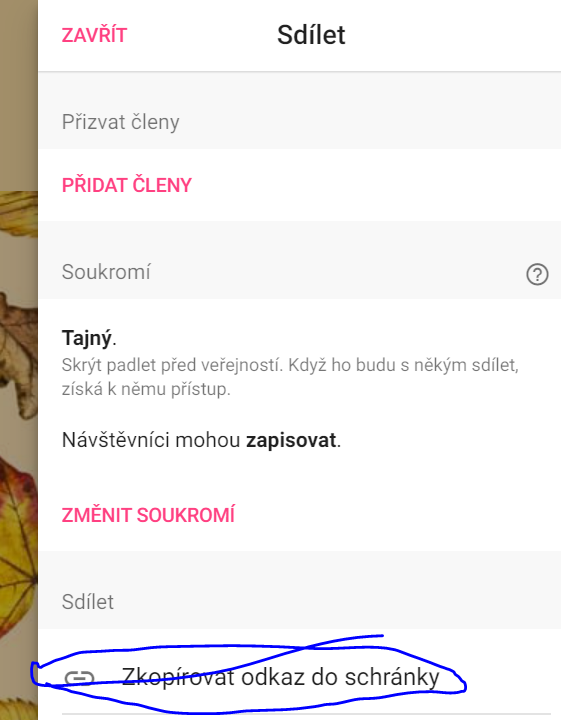 ZAVŘÍT
Sdílet
Přizvat členy
PŘIDAT ČLENY
Soukromí
?
Tajný.
Skrýt padlet před veřejností. Když ho budu s někým sdílet,
získá k němu přístup.
Návštěvníci mohou zapisovat.
ZMĚNIT SOUKROMÍ
Sdílet
Zkopírovat odkaz do schránky